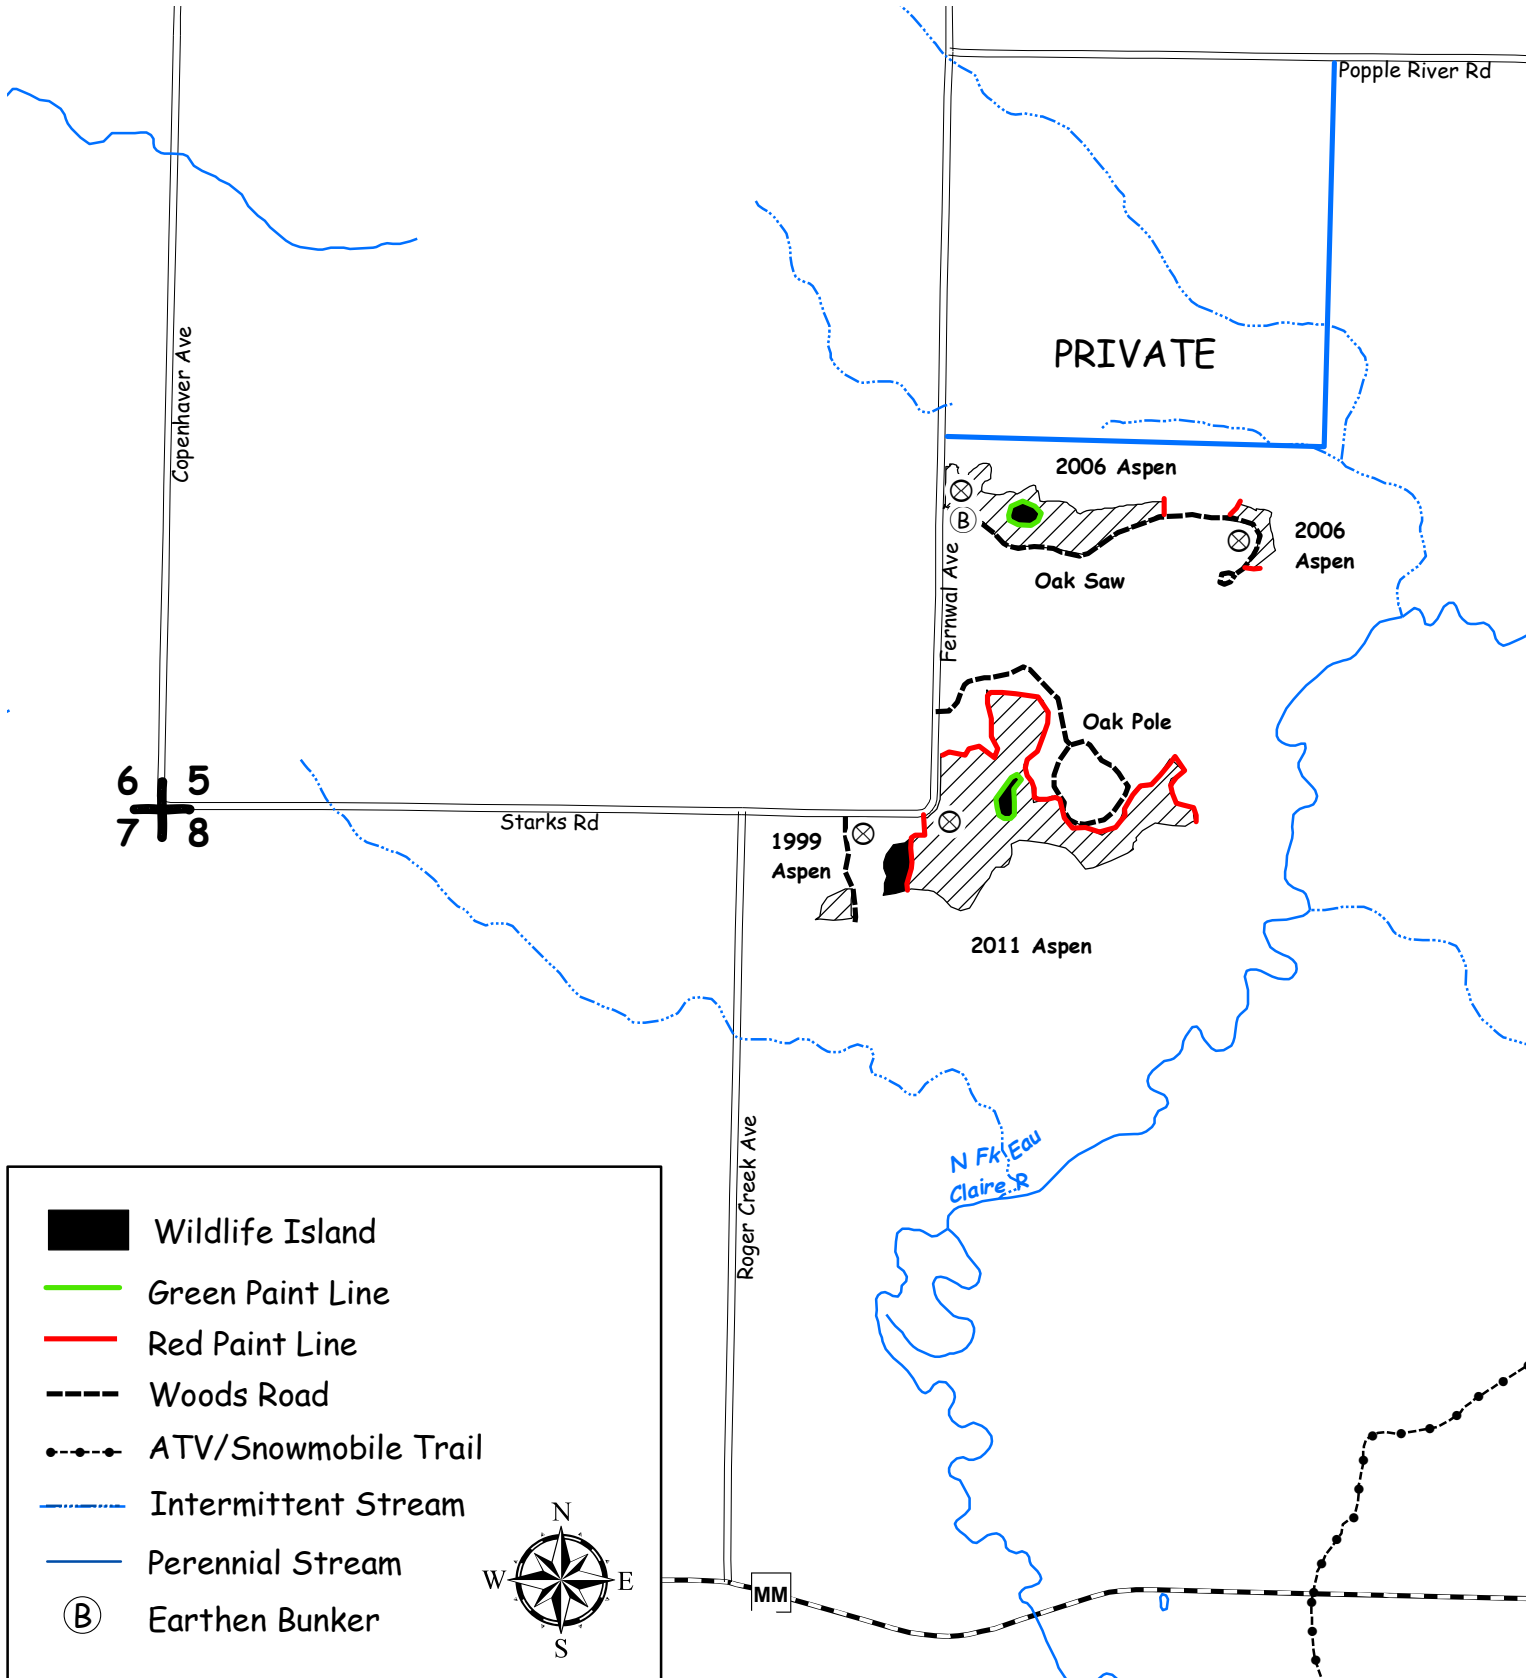 Popple River Rd
PRIVATE
Copenhaver Ave
2006 Aspen
B
2006
Aspen
Fernwal Ave
Oak Saw
Oak Pole
6 5
7 8
Starks Rd
1999
Aspen
2011 Aspen
N Fk Eau
Claire R
Roger Creek Ave
Wildlife Island
Green Paint Line
Red Paint Line
Woods Road
ATV/Snowmobile Trail
Intermittent Stream
Perennial Stream
B Earthen Bunker
N
W E
S
MM